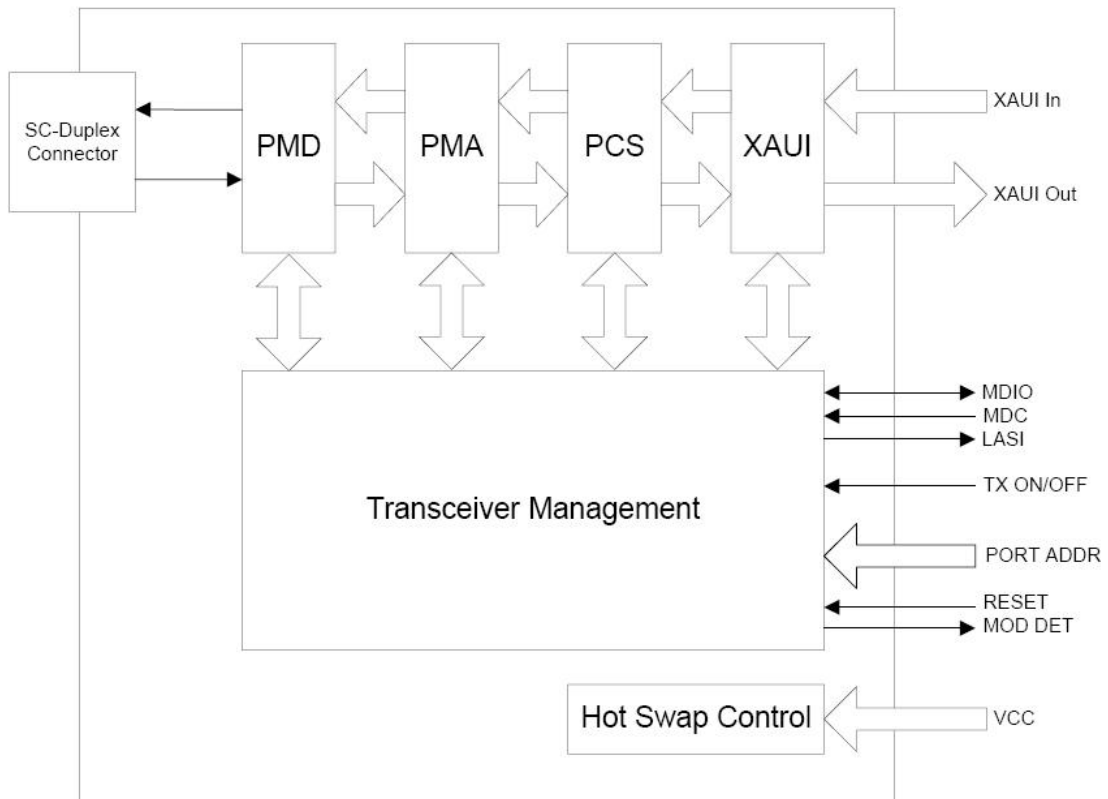 SC-Duplex
Connector
PMD
PMA
PCS
XAUI
XAUI In
XAUI Out
Transceiver Management
MDIO
MDC
LASI
TX ON/OFF
PORT ADDR
RESET
MOD DET
Hot Swap Control
VCC